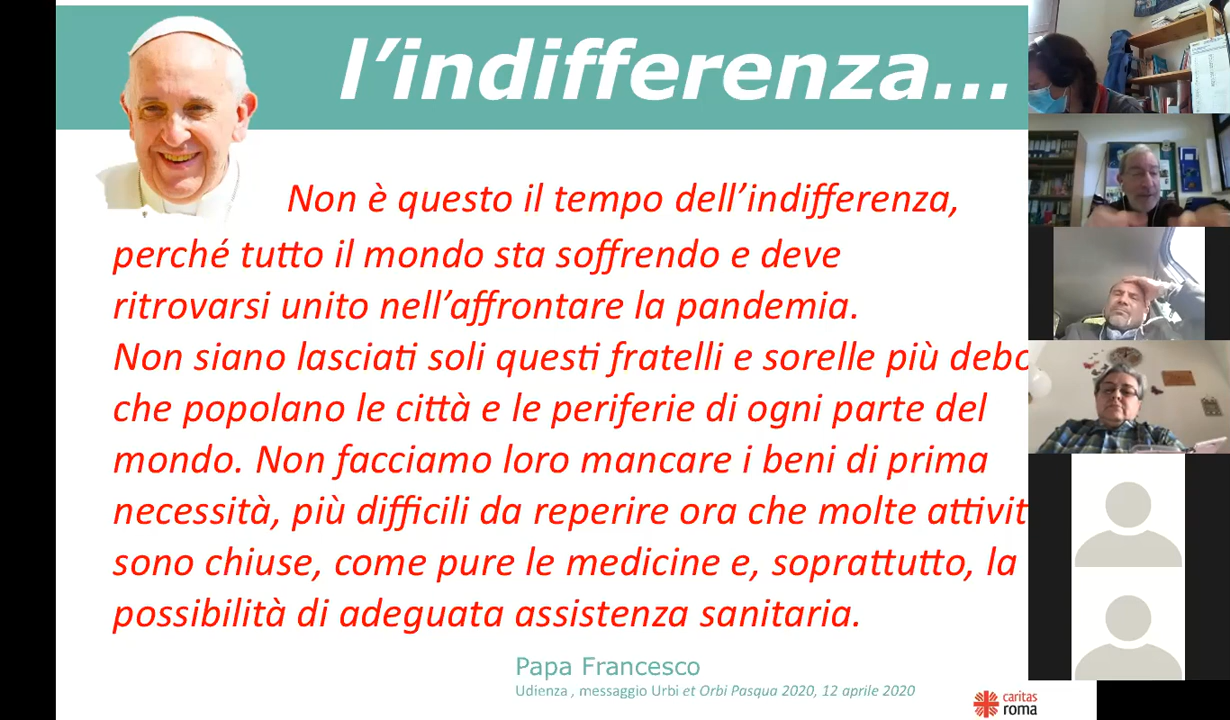 l'indifferenza...
Non è questo il tempo dell'indifferenza,
perché tutto il mondo sta soffrendo e deve
ritrovarsi unito nell'affrontare la pandemia.
Non siano lasciati soli questi fratelli e sorelle più debo
che popolano le città e le periferie di ogni parte del
mondo. Non facciamo loro mancare i beni di prima
necessità, più difficili da reperire ora che molte attivit
sono chiuse, come pure le medicine e, soprattutto, la
possibilità di adeguata assistenza sanitaria.
Papa Francesco
Udienza , messaggio Urbi et Orbi Pasqua 2020, 12 aprile 2020
caritas
roma